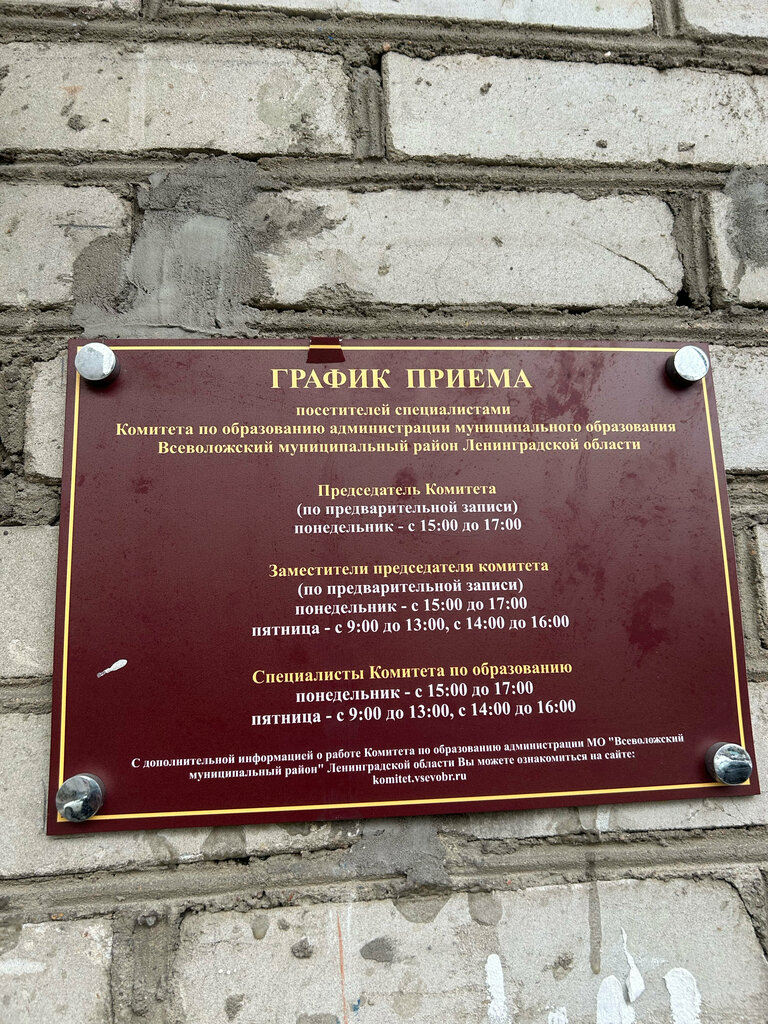 ГРАФИК ПРИЕМА
посетителей специалистами
Комитета по образованию администрации муниципального образования
Всеволожский муниципальный район Ленинградской области
Председатель Комитета
(по предварительной записи)
понедельник - с 15:00 до 17:00
Заместители председателя комитета
(по предварительной записи)
понедельник - с 15:00 до 17:00
пятница - с 9:00 до 13:00, с 14:00 до 16:00
Специалисты Комитета по образованию
понедельник - с 15:00 до 17:00
пятница - с 9:00 до 13:00, с 14:00 до 16:00
С дополнительной информацией о работе Комитета по образованию администрации МО "Всеволожский
муниципальный район" Ленинградской области Вы можете ознакомиться на сайте:
komitet.vsevobr.ru